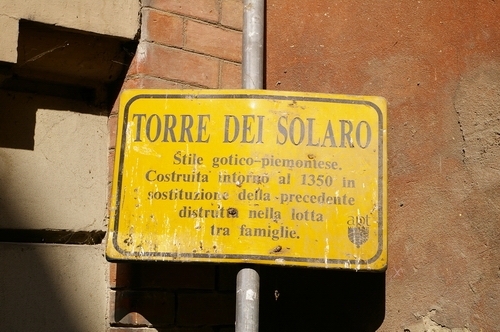 TORRE DEI SOLARO
Stile gotico-piemontese.
Costruita intorno al 1350 in
sostituzione della precedente
distrutta nella lotta
tra famiglie.
abt